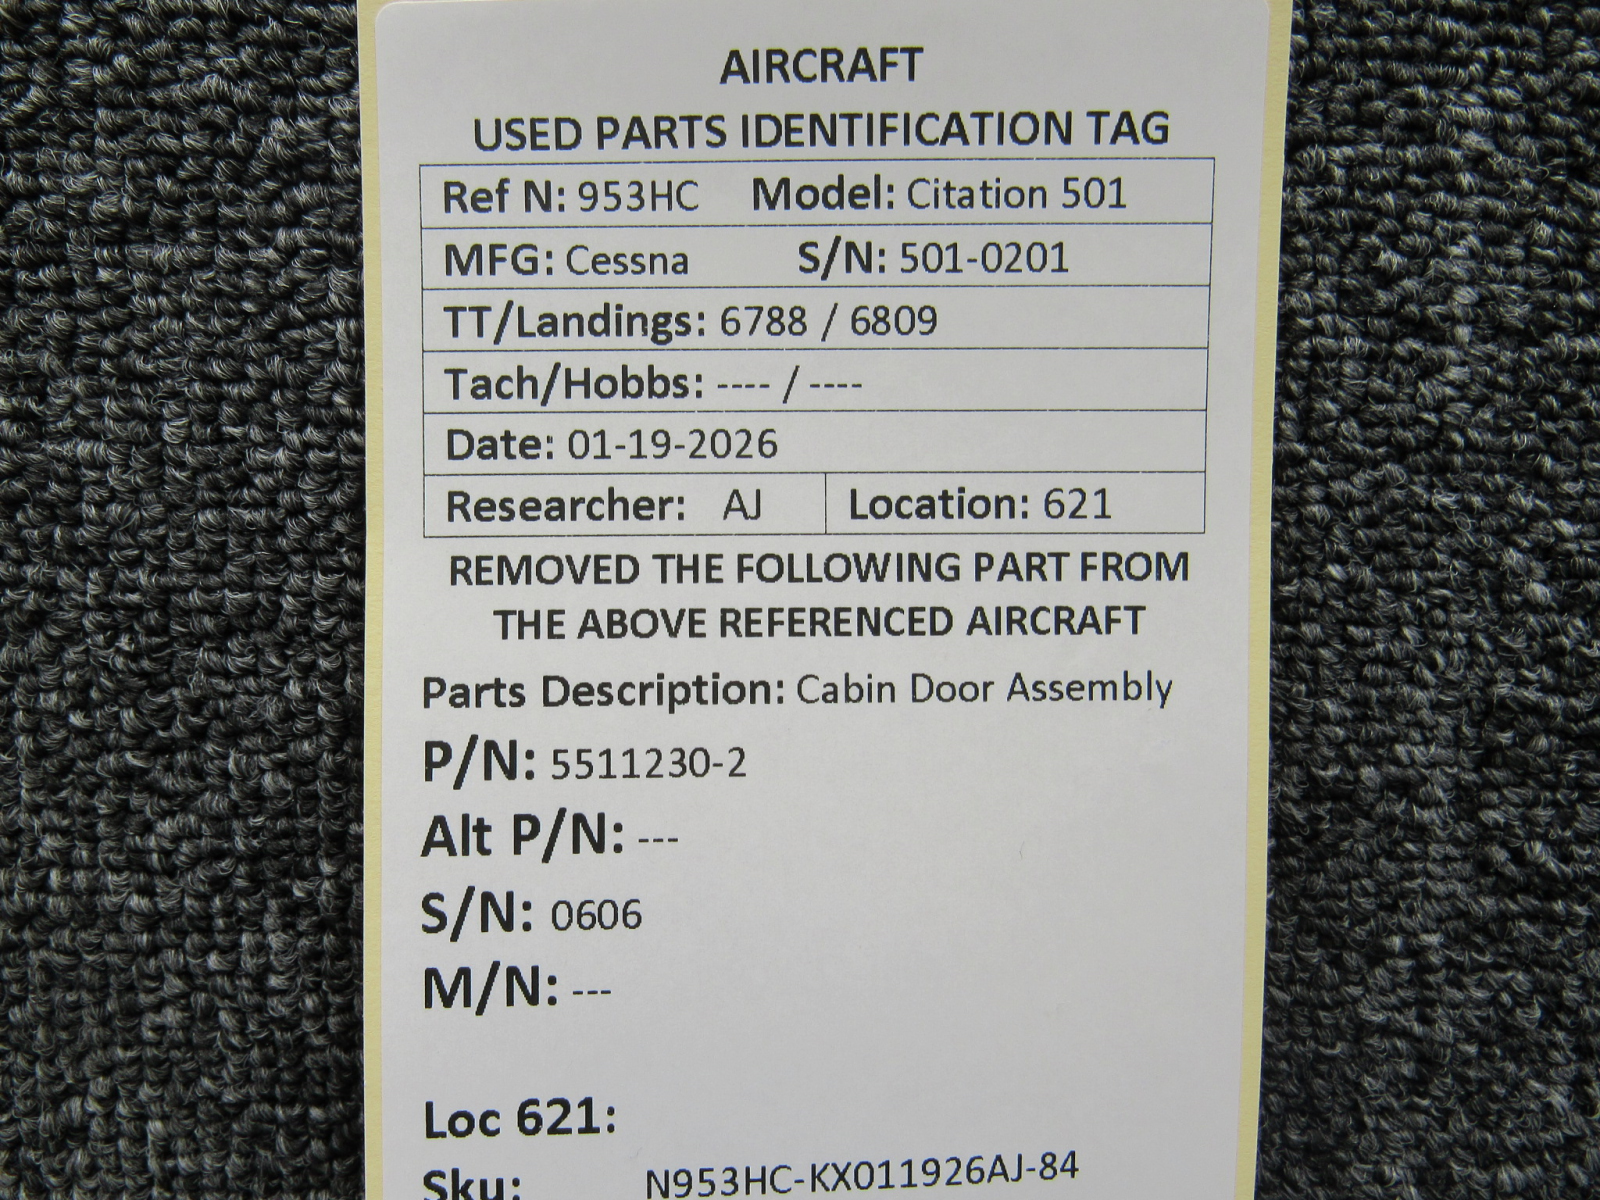 AIRCRAFT
USED PARTS IDENTIFICATION TAG
Ref N: 953HC Model: Citation 501
MFG: Cessna S/N: 501-0201
TT/Landings: 6788 / 6809
Tach/Hobbs: ---- / ----
Date: 01-19-2026
Researcher: AJ Location: 621
REMOVED THE FOLLOWING PART FROM
THE ABOVE REFERENCED AIRCRAFT
Parts Description: Cabin Door Assembly
P/N: 5511230-2
Alt P/N: ---
S/N: 0606
M/N: ---
Loc 621:
Sku: N953HC-KX011926AJ-84